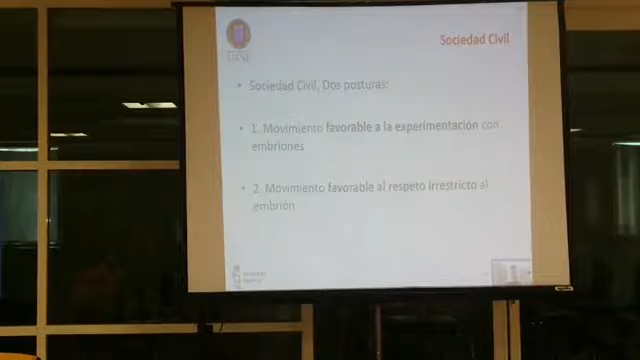 Sociedad Civil
• Sociedad Civil, Dos posturas:
• 1. Movimiento favorable a la experimentación con
embriones
• 2. Movimiento favorable al respeto irrestricto al
embrión